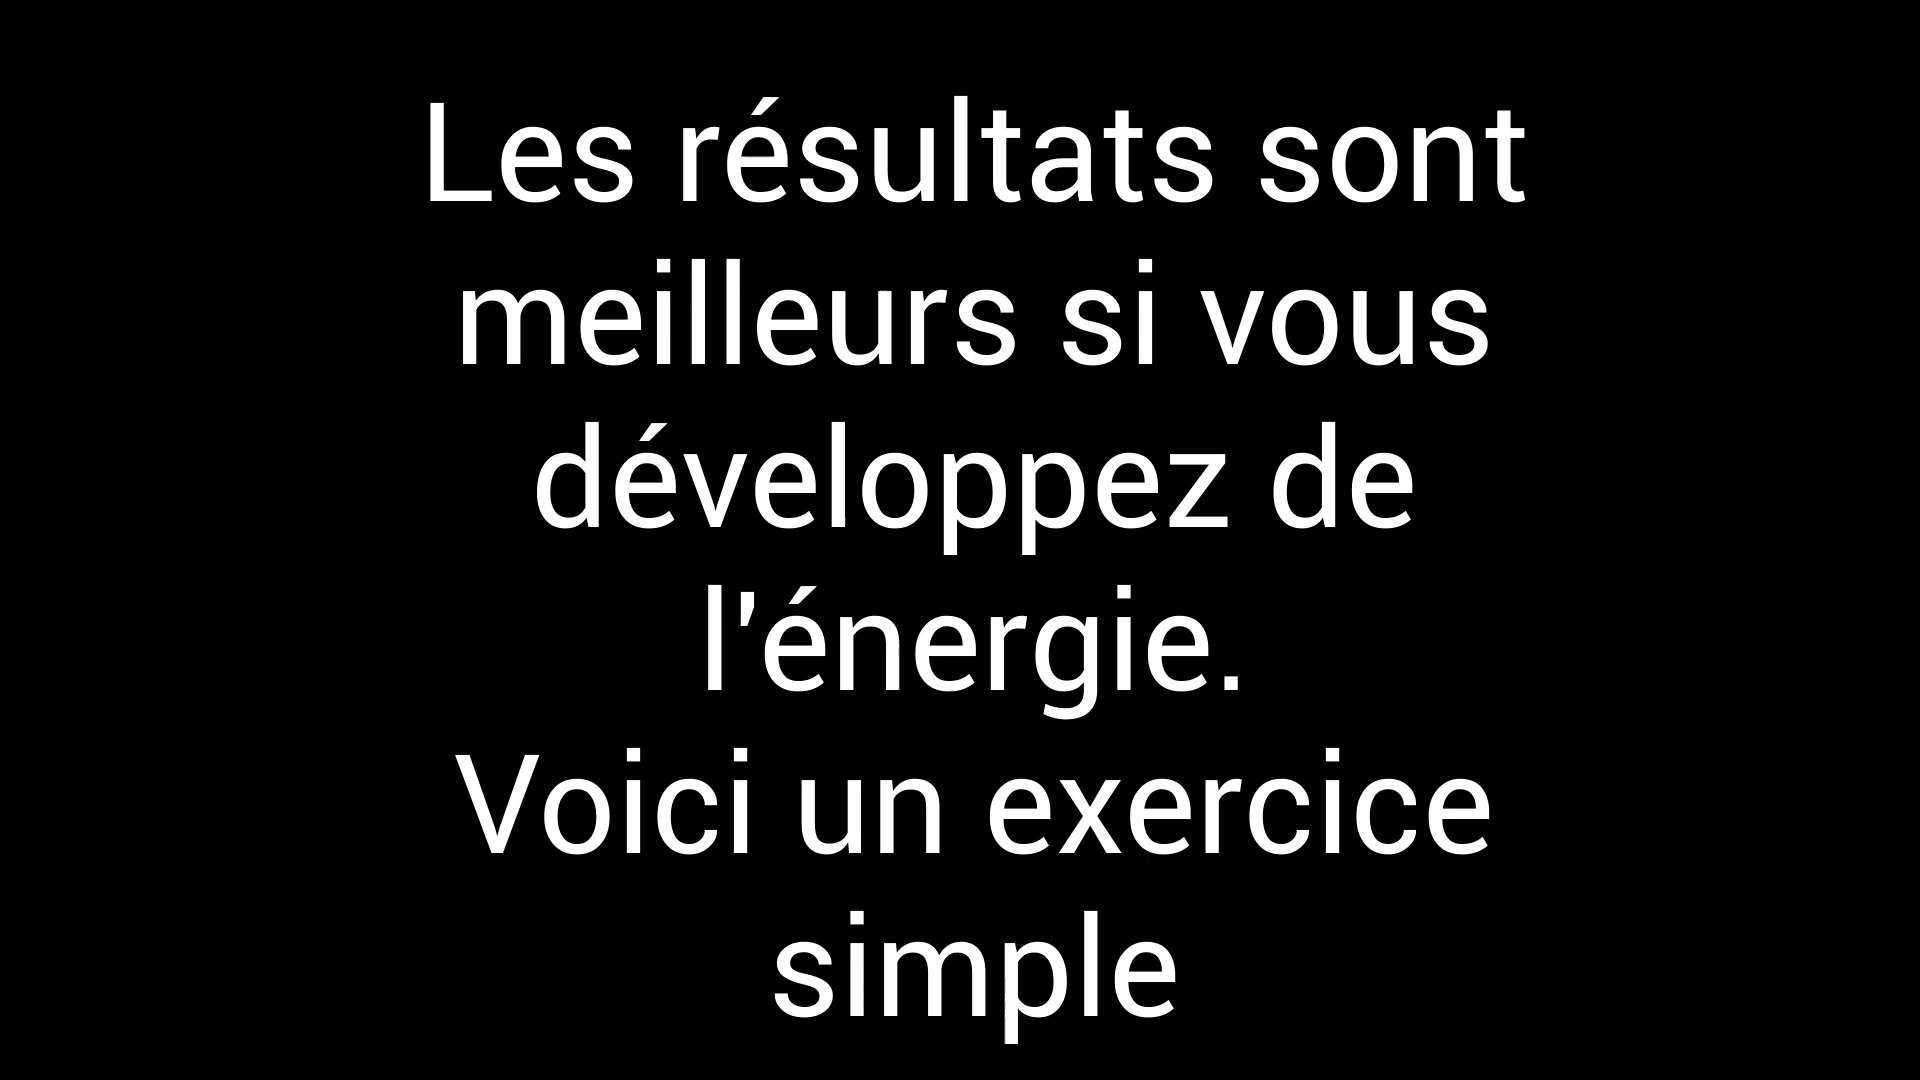 Les résultats sont
meilleurs si vous
développez de
l'énergie.
Voici un exercice
simple